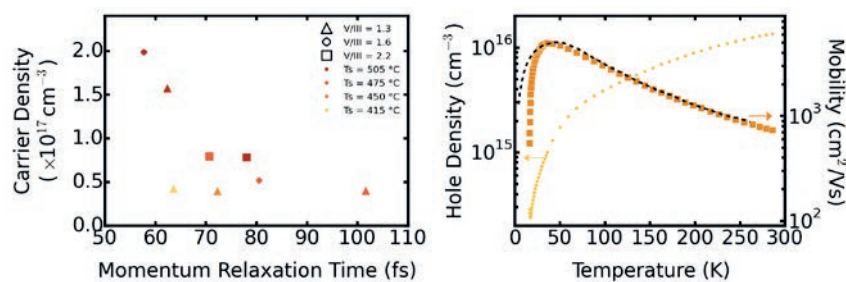 Carrier Density
( ×10¹⁷ cm⁻³)
2.0
1.5
1.0
0.5
0.0
50 60 70 80 90 100 110
Momentum Relaxation Time (fs)
V/III = 1.3
V/III = 1.6
V/III = 2.2
Ts = 505 °C
Ts = 475 °C
Ts = 450 °C
Ts = 415 °C
Hole Density (cm⁻³)
10¹⁶
10¹⁵
0 50 100 150 200 250 300
Temperature (K)
10³
10²
Mobility (cm²/Vs)